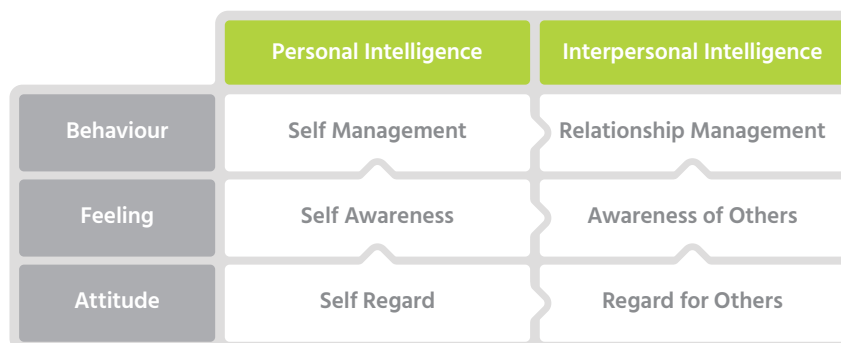 Personal Intelligence Interpersonal Intelligence
Behaviour Self Management Relationship Management
Feeling Self Awareness Awareness of Others
Attitude Self Regard Regard for Others